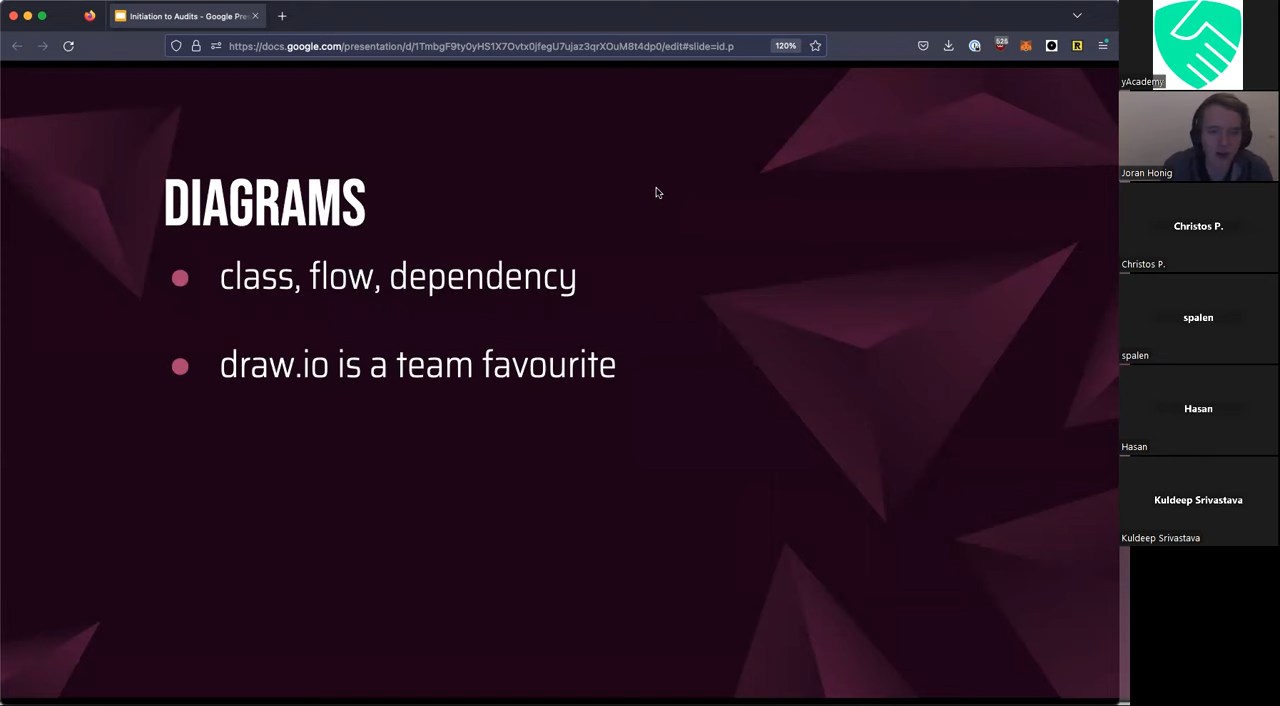 Initiation to Audits - Google Pre
https://docs.google.com/presentation/d/1TmbgF9ty0yHS1X7Ovtx0jfegU7ujaz3qrXOuM8t4dp0/edit#slide=id.p
120%
526
DIAGRAMS
class, flow, dependency
draw.io is a team favourite
yAcademy
Joran Honig
Christos P.
Christos P.
spalen
spalen
Hasan
Hasan
Kuldeep Srivastava
Kuldeep Srivastava